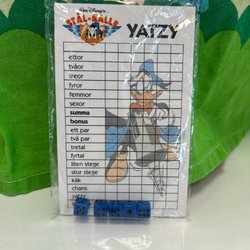 Walt Disney's
STÅL-KALLE
YATZY
ettor
tvåor
treor
fyror
femmor
sexor
summa
bonus
ett par
två par
tretal
fyrtal
liten stege
stor stege
kåk
chans
yatzy